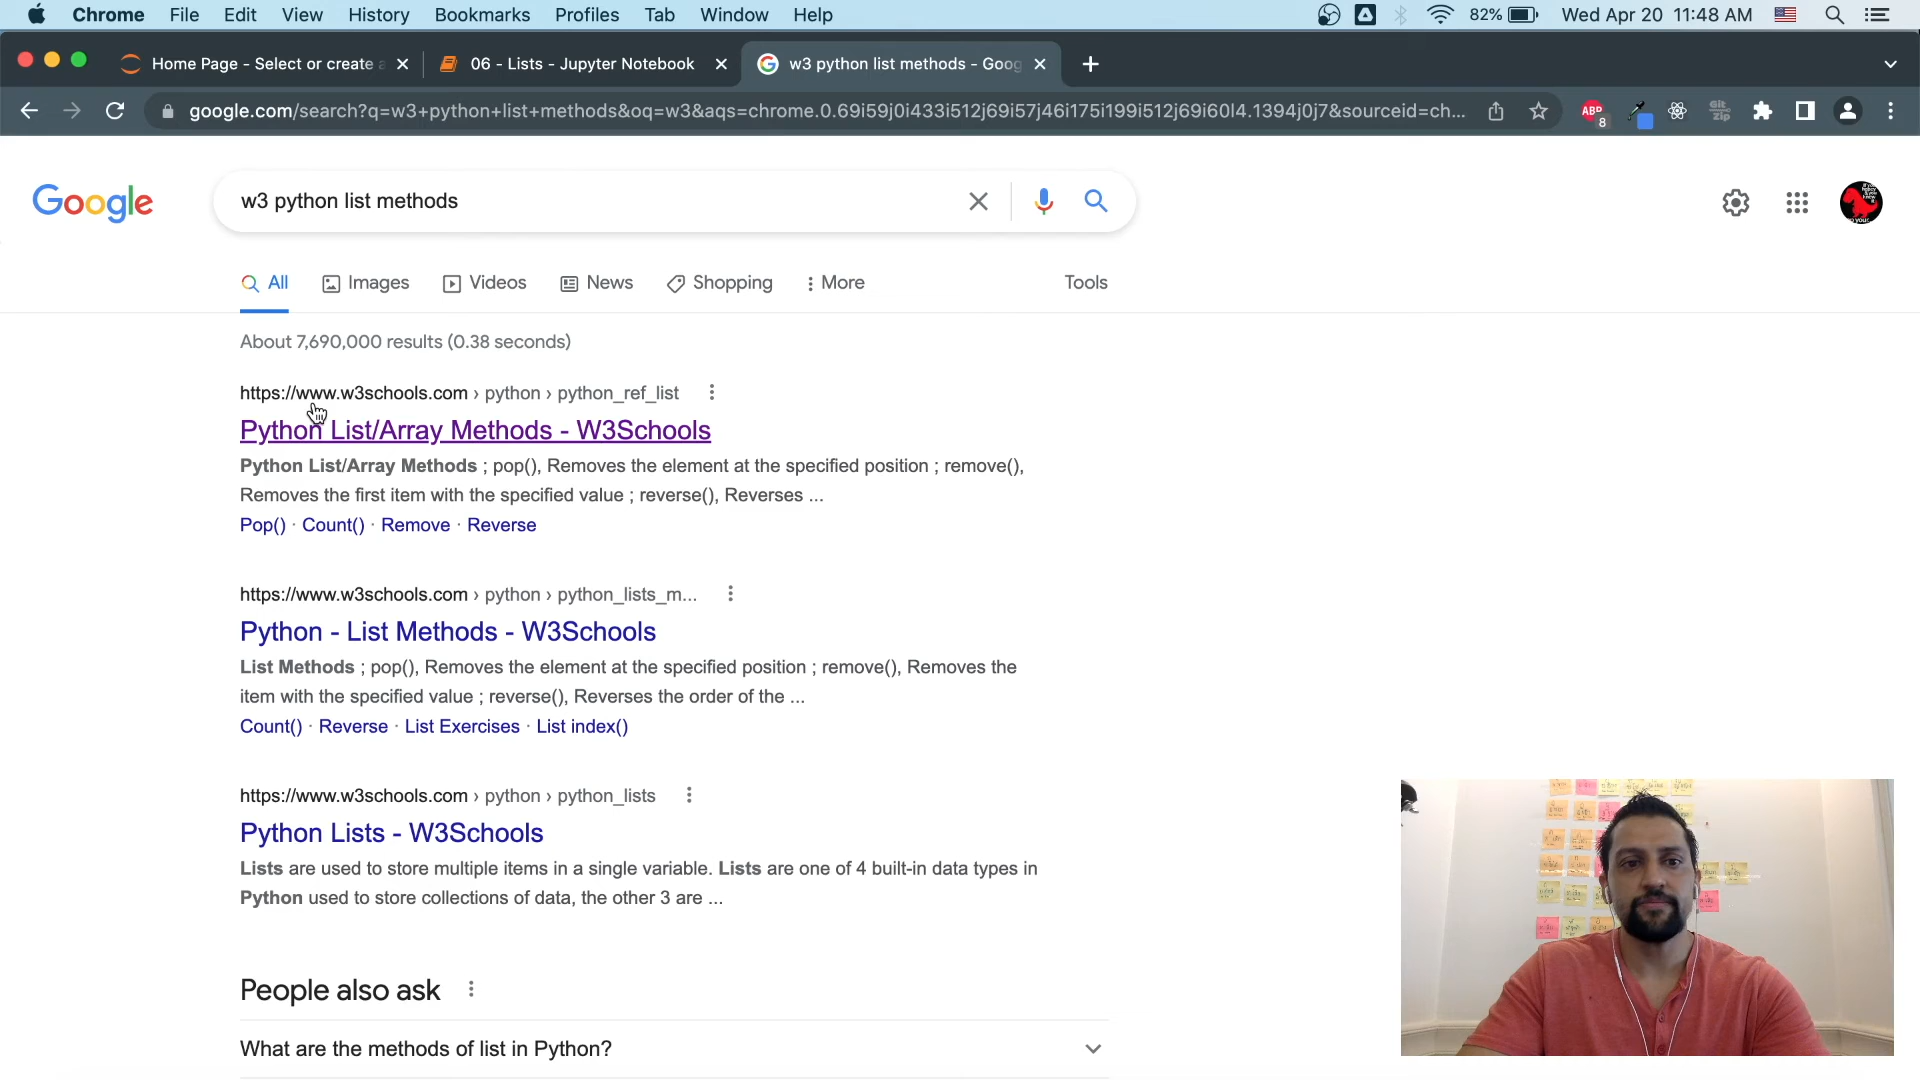 Chrome File Edit View History Bookmarks Profiles Tab Window Help 82% Wed Apr 20 11:48 AM
Home Page - Select or create a 06 - Lists - Jupyter Notebook w3 python list methods - Goog
google.com/search?q=w3+python+list+methods&oq=w3&aqs=chrome.0.69i59j0i433i512j69i57j46i175i199i512j69i60l4.1394j0j7&sourceid=ch... ABP 8 Git Zip
Google w3 python list methods
All Images Videos News Shopping More Tools
About 7,690,000 results (0.38 seconds)
https://www.w3schools.com › python › python_ref_list
Python List/Array Methods - W3Schools
Python List/Array Methods ; pop(), Removes the element at the specified position ; remove(),
Removes the first item with the specified value ; reverse(), Reverses ...
Pop() · Count() · Remove · Reverse
https://www.w3schools.com › python › python_lists_m...
Python - List Methods - W3Schools
List Methods ; pop(), Removes the element at the specified position ; remove(), Removes the
item with the specified value ; reverse(), Reverses the order of the ...
Count() · Reverse · List Exercises · List index()
https://www.w3schools.com › python › python_lists
Python Lists - W3Schools
Lists are used to store multiple items in a single variable. Lists are one of 4 built-in data types in
Python used to store collections of data, the other 3 are ...
People also ask
What are the methods of list in Python?